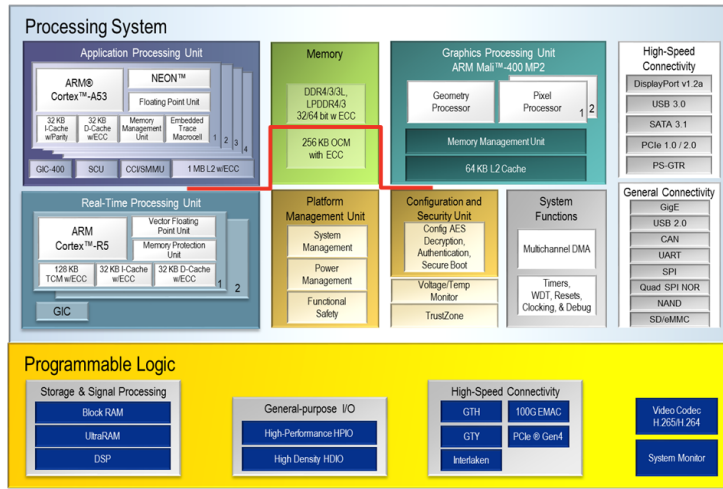 Processing System
Application Processing Unit
ARM®
Cortex™-A53
NEON™
Floating Point Unit
32 KB
I-Cache
w/Parity
32 KB
D-Cache
w/ECC
Memory
Management
Unit
Embedded
Trace
Macrocell
1
2
3
4
GIC-400
SCU
CCI/SMMU
1 MB L2 w/ECC
Memory
DDR4/3/3L,
LPDDR4/3
32/64 bit w ECC
256 KB OCM
with ECC
Graphics Processing Unit
ARM Mali™-400 MP2
Geometry
Processor
Pixel
Processor
1
2
Memory Management Unit
64 KB L2 Cache
High-Speed
Connectivity
DisplayPort v1.2a
USB 3.0
SATA 3.1
PCIe 1.0 / 2.0
PS-GTR
Real-Time Processing Unit
ARM
Cortex™-R5
Vector Floating
Point Unit
Memory Protection
Unit
128 KB
TCM w/ECC
32 KB I-Cache
w/ECC
32 KB D-Cache
w/ECC
1
2
GIC
Platform
Management Unit
System
Management
Power
Management
Functional
Safety
Configuration and
Security Unit
Config AES
Decryption,
Authentication,
Secure Boot
Voltage/Temp
Monitor
TrustZone
System
Functions
Multichannel DMA
Timers,
WDT, Resets,
Clocking, & Debug
General Connectivity
GigE
USB 2.0
CAN
UART
SPI
Quad SPI NOR
NAND
SD/eMMC
Programmable Logic
Storage & Signal Processing
Block RAM
UltraRAM
DSP
General-purpose I/O
High-Performance HPIO
High Density HDIO
High-Speed Connectivity
GTH
100G EMAC
GTY
PCIe ® Gen4
Interlaken
Video Codec
H.265/H.264
System Monitor